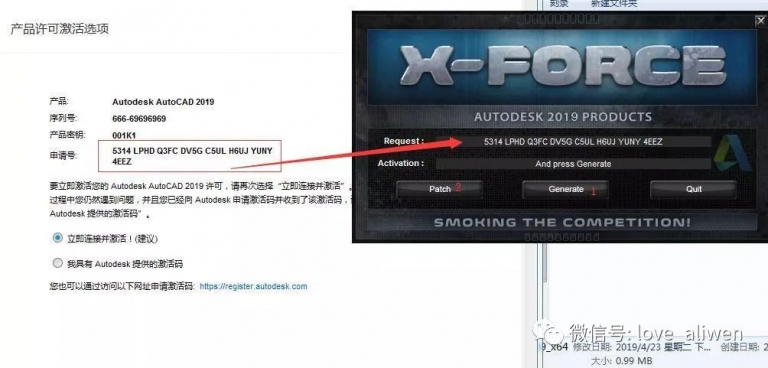 刻录 新建文件夹
产品许可激活选项
产品: Autodesk AutoCAD 2019
序列号: 666-69696969
产品密钥: 001K1
申请号: 5314 LPHD Q3FC DV5G C5UL H6UJ YUNY
4EEZ
要立即激活您的 Autodesk AutoCAD 2019 许可，请再次选择“立即连接并激活”。
过程中您仍然遇到问题，并且您已经向 Autodesk 申请激活码并收到了该激活码，
Autodesk 提供的激活码”。
立即连接并激活！(建议)
我具有 Autodesk 提供的激活码
您也可以通过访问以下网址申请激活码: https://register.autodesk.com
X-FORCE
AUTODESK 2019 PRODUCTS
Request : 5314 LPHD Q3FC DV5G C5UL H6UJ YUNY 4EEZ
Activation : And press Generate
Patch 2 Generate 1 Quit
SMOKING THE COMPETITION!
微信号: love_aliwen
9_x64 修改日期: 2019/4/23 星期二 下... 创建日期: 2
大小: 0.99 MB